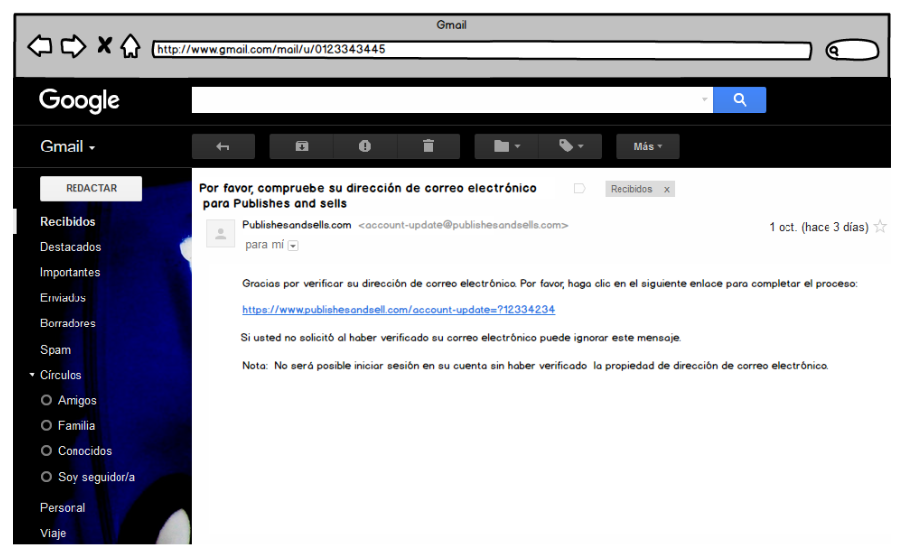 Gmail
http://www.gmail.com/mail/u/0123343445
Google
Gmail
Más
REDACTAR
Por favor, compruebe su dirección de correo electrónico
para Publishes and sells
Recibidos x
Recibidos
Publishesandsells.com <account-update@publishesandsells.com>
1 oct. (hace 3 días)
para mí
Destacados
Importantes
Enviados
Borradores
Spam
Círculos
Amigos
Familia
Conocidos
Soy seguidor/a
Personal
Viaje
Gracias por verificar su dirección de correo electrónico. Por favor, haga clic en el siguiente enlace para completar el proceso:
https://www.publishesandsell.com/account-update=?12334234
Si usted no solicitó al haber verificado su correo electrónico puede ignorar este mensaje.
Nota: No será posible iniciar sesión en su cuenta sin haber verificado la propiedad de dirección de correo electrónico.